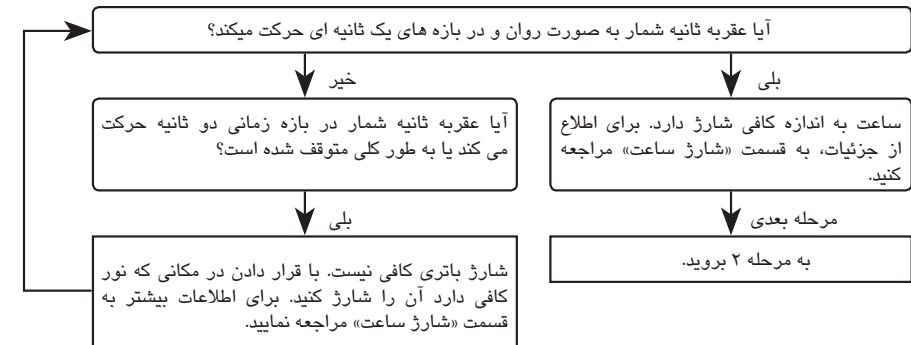 آیا عقربه ثانیه شمار به صورت روان و در بازه های یک ثانیه ای حرکت میکند؟
بلی
خیر
ساعت به اندازه کافی شارژ دارد. برای اطلاع
از جزئیات، به قسمت «شارژ ساعت» مراجعه
کنید.
آیا عقربه ثانیه شمار در بازه زمانی دو ثانیه حرکت
می کند یا به طور کلی متوقف شده است؟
مرحله بعدی
بلی
به مرحله ۲ بروید.
شارژ باتری کافی نیست. با قرار دادن در مکانی که نور
کافی دارد آن را شارژ کنید. برای اطلاعات بیشتر به
قسمت «شارژ ساعت» مراجعه نمایید.